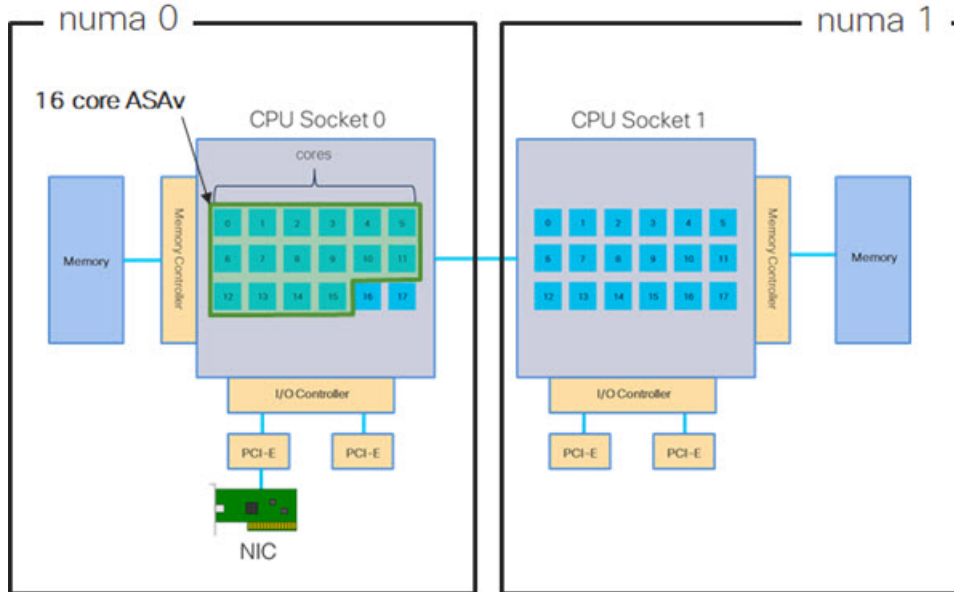 numa 0
numa 1
16 core ASAv
CPU Socket 0
CPU Socket 1
cores
Memory
Memory Controller
0 1 2 3 4 5
6 7 8 9 10 11
12 13 14 15 16 17
0 1 2 3 4 5
6 7 8 9 10 11
12 13 14 15 16 17
Memory Controller
Memory
I/O Controller
I/O Controller
PCI-E
PCI-E
PCI-E
PCI-E
NIC